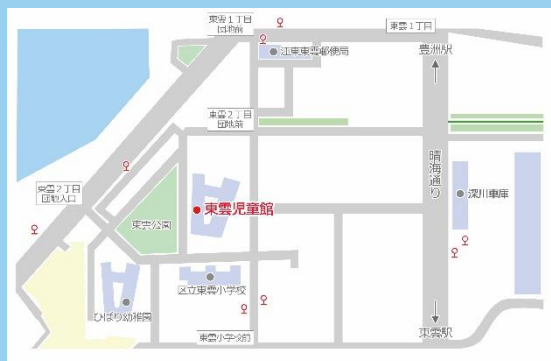 東雲1丁目
団地前
東雲1丁目
江東東雲郵便局
豊洲駅
東雲2丁目
団地前
晴海通り
東雲2丁目
団地入口
深川車庫
東雲児童館
東雲公園
区立東雲小学校
ひばり幼稚園
東雲小学校前
東雲駅